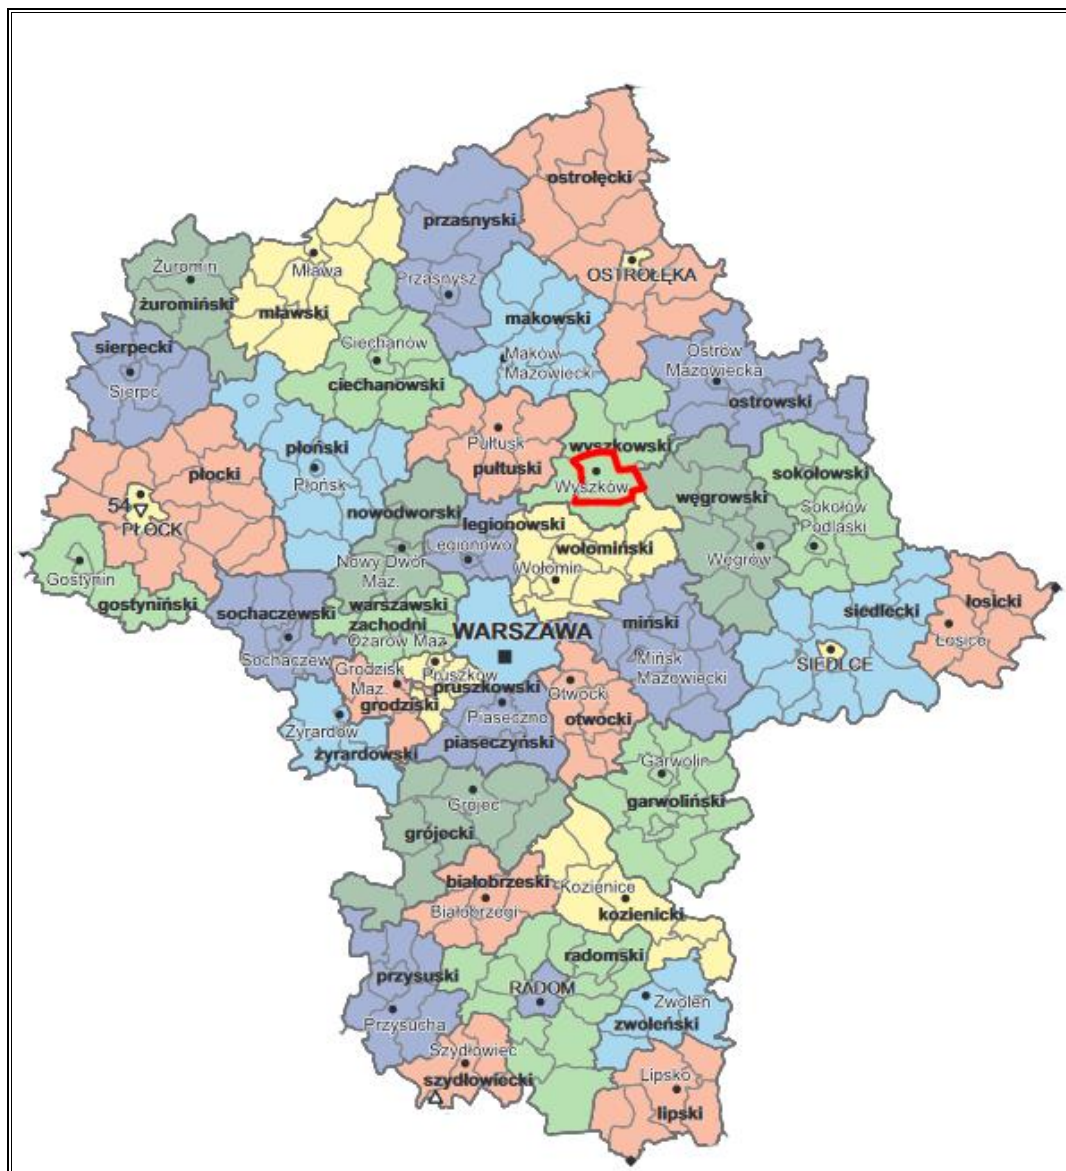 ostrołęcki
przasnyski
Żuromin
Mława
OSTROŁĘKA
Przasnysz
żuromiński
mławski
makowski
sierpecki
Ciechanów
Maków
Mazowiecki
Ostrów
Mazowiecka
Sierpc
ciechanowski
ostrowski
Pułtusk
płoński
wyszkowski
płocki
pułtuski
sokołowski
Płońsk
Wyszków
węgrowski
54
PŁOCK
nowodworski
legionowski
Sokołów
Podlaski
Legionowo
wołomiński
Nowy Dwór
Maz.
Węgrów
Gostynin
Wołomin
gostyniński
sochaczewski
warszawski
zachodni
miński
siedlecki
łosicki
Ożarów Maz.
WARSZAWA
Łosice
Sochaczew
Grodzisk
Maz.
Pruszków
Mińsk
Mazowiecki
SIEDLCE
pruszkowski
Otwock
grodziski
Piaseczno
otwocki
Żyrardów
żyrardowski
piaseczyński
Garwolin
Grójec
garwoliński
grójecki
białobrzeski
Kozienice
Białobrzegi
kozienicki
radomski
przysuski
RADOM
Zwoleń
Przysucha
zwoleński
Szydłowiec
szydłowiecki
Lipsko
lipski